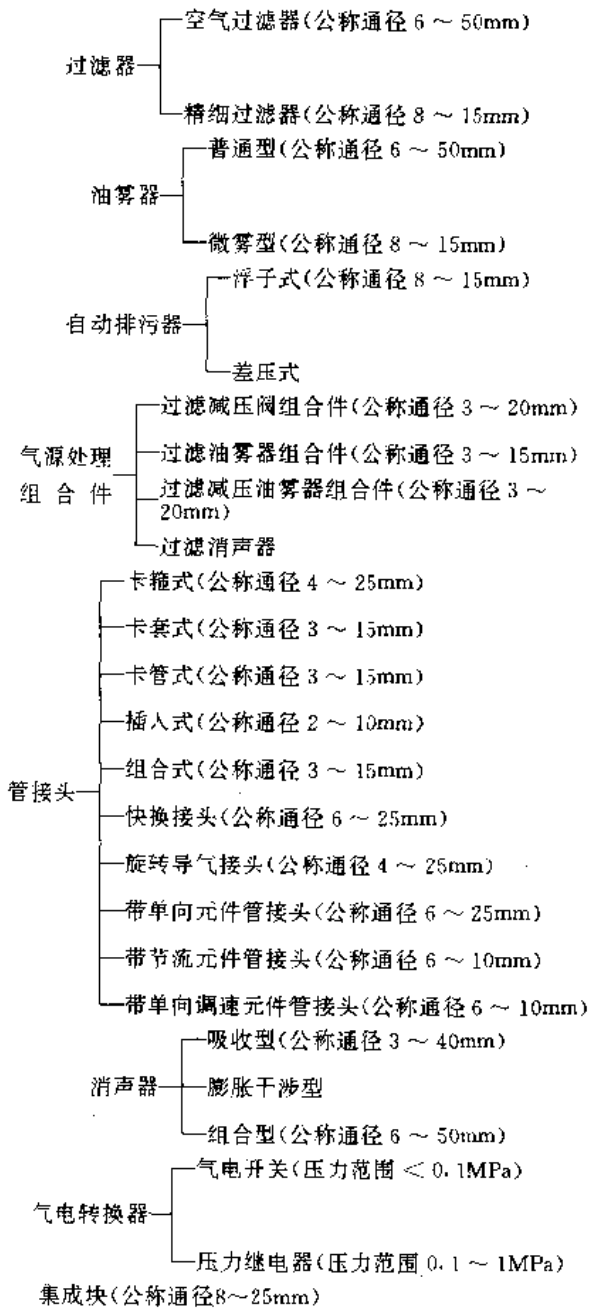 空气过滤器(公称通径 6 ～ 50mm)
过滤器
精细过滤器(公称通径 8 ～ 15mm)
普通型(公称通径 6 ～ 50mm)
油雾器
微雾型(公称通径 8 ～ 15mm)
浮子式(公称通径 8 ～ 15mm)
自动排污器
差压式
过滤减压阀组合件(公称通径 3 ～ 20mm)
气源处理
过滤油雾器组合件(公称通径 3 ～ 15mm)
组合件
过滤减压油雾器组合件(公称通径 3 ～
20mm)
过滤消声器
卡箍式(公称通径 4 ～ 25mm)
卡套式(公称通径 3 ～ 15mm)
卡管式(公称通径 3 ～ 15mm)
插入式(公称通径 2 ～ 10mm)
组合式(公称通径 3 ～ 15mm)
管接头
快换接头(公称通径 6 ～ 25mm)
旋转导气接头(公称通径 4 ～ 25mm)
带单向元件管接头(公称通径 6 ～ 25mm)
带节流元件管接头(公称通径 6 ～ 10mm)
带单向调速元件管接头(公称通径 6 ～ 10mm)
吸收型(公称通径 3 ～ 40mm)
消声器
膨胀干涉型
组合型(公称通径 6 ～ 50mm)
气电开关(压力范围 ＜ 0.1MPa)
气电转换器
压力继电器(压力范围 0.1 ～ 1MPa)
集成块(公称通径8～25mm)